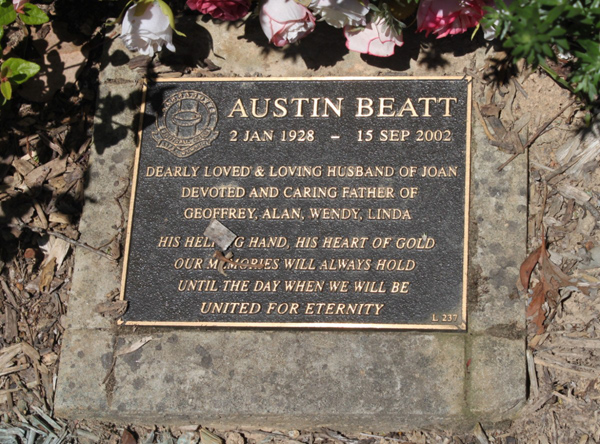 AUSTIN BEATT
2 JAN 1928 - 15 SEP 2002
DEARLY LOVED & LOVING HUSBAND OF JOAN
DEVOTED AND CARING FATHER OF
GEOFFREY, ALAN, WENDY, LINDA
HIS HAND, HIS HEART OF GOLD
OUR MEMORIES WILL ALWAYS HOLD
UNTIL THE DAY WHEN WE WILL BE
UNITED FOR ETERNITY
L 237